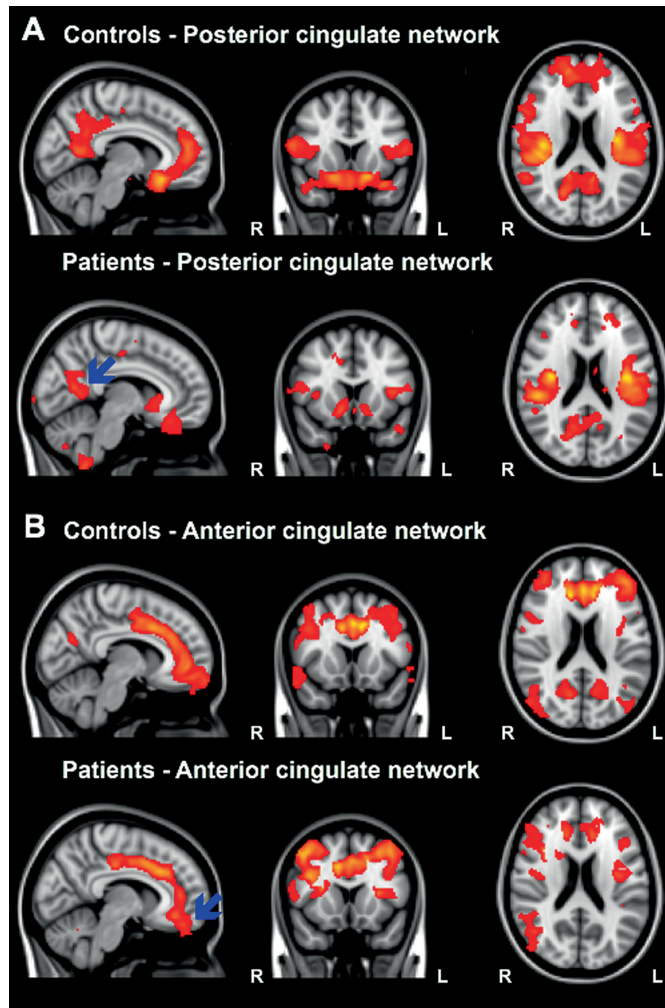 A Controls - Posterior cingulate network
R L R L
Patients - Posterior cingulate network
R L R L
B Controls - Anterior cingulate network
R L R L
Patients - Anterior cingulate network
R L R L